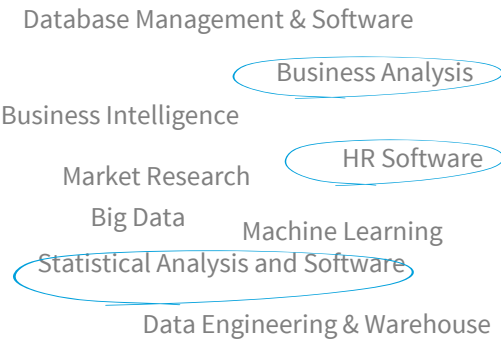 Database Management & Software
Business Analysis
Business Intelligence
HR Software
Market Research
Big Data
Machine Learning
Statistical Analysis and Software
Data Engineering & Warehouse